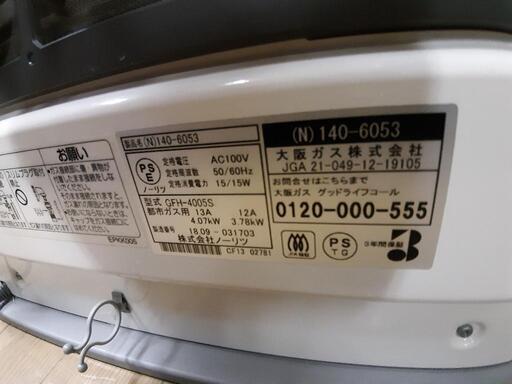 お願い
EPKK005
製品名 (N)140-6053
PS
E
ノーリツ
定格電圧 AC100V
定格周波数 50/60Hz
定格消費電力 15/15W
型式名 GFH-4005S
都市ガス用 13A 12A
4.07kW 3.78kW
製造番号 18.09-031703
株式会社ノーリツ
CF13 02781
(N)140-6053
大阪ガス株式会社
JGA 21-049-12-19105
お問合せはこちらまで
大阪ガス グッドライフコール
0120-000-555
PS
TG
3年間保証